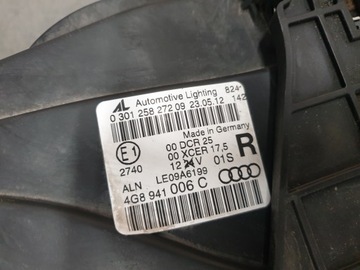 AL Automotive Lighting 824
0 301 258 272 09 23.05.12 142
Made in Germany
E1 00 DCR 25
00 XCER 17,5 R
2740 12 V 01S
ALN LE09A6199
4G8 941 006 C